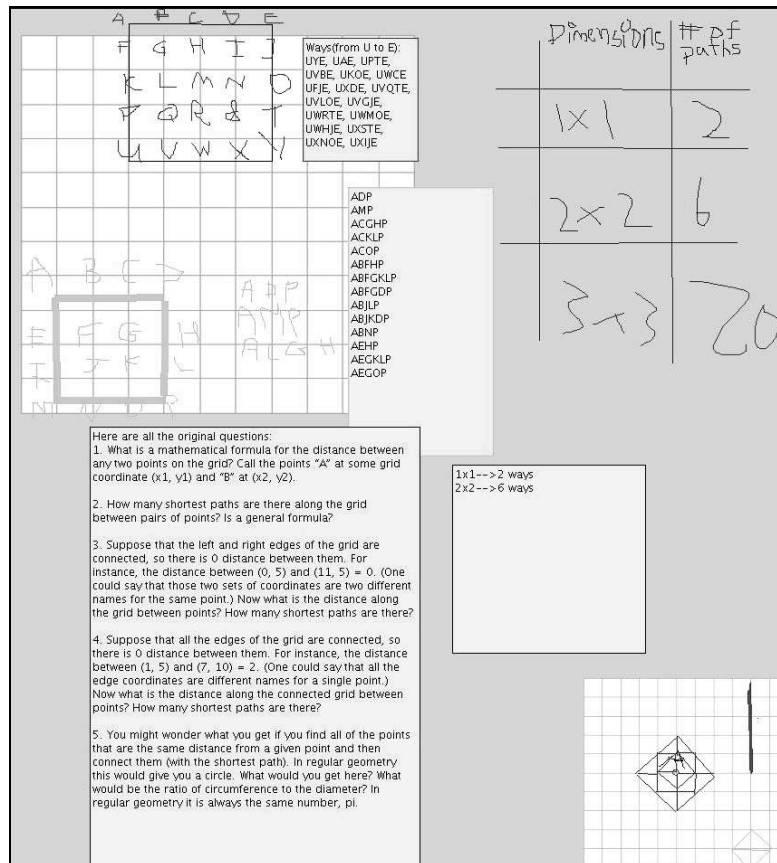 A B C D E
F G H I J
K L M N O
P Q R S T
U V W X Y
Ways(from U to E):
UYE, UAE, UPTE,
UVBE, UKOE, UWCE
UFJE, UXDE, UVQTE,
UVLOE, UVGJE,
UWRTE, UWMOE,
UWHJE, UXSTE,
UXNOE, UXIJE
Dimensions # pf paths
1x1 2
2x2 6
3x3 20
ADP
AMP
ACGHP
ACKLP
ACOP
ABFHP
ABFGKLP
ABFGDP
ABJLP
ABJKDP
ABNP
AEHP
AEGKLP
AEGOP
A B C D
E F G H
I J K L
M N
ADP
Here are all the original questions:
1. What is a mathematical formula for the distance between
any two points on the grid? Call the points "A" at some grid
coordinate (x1, y1) and "B" at (x2, y2).
2. How many shortest paths are there along the grid
between pairs of points? Is a general formula?
3. Suppose that the left and right edges of the grid are
connected, so there is 0 distance between them. For
instance, the distance between (0, 5) and (11, 5) = 0. (One
could say that those two sets of coordinates are two different
names for the same point.) Now what is the distance along
the grid between points? How many shortest paths are there?
4. Suppose that all the edges of the grid are connected, so
there is 0 distance between them. For instance, the distance
between (1, 5) and (7, 10) = 2. (One could say that all the
edge coordinates are different names for a single point.)
Now what is the distance along the connected grid between
points? How many shortest paths are there?
5. You might wonder what you get if you find all of the points
that are the same distance from a given point and then
connect them (with the shortest path). In regular geometry
this would give you a circle. What would you get here? What
would be the ratio of circumference to the diameter? In
regular geometry it is always the same number, pi.
1x1-->2 ways
2x2-->6 ways